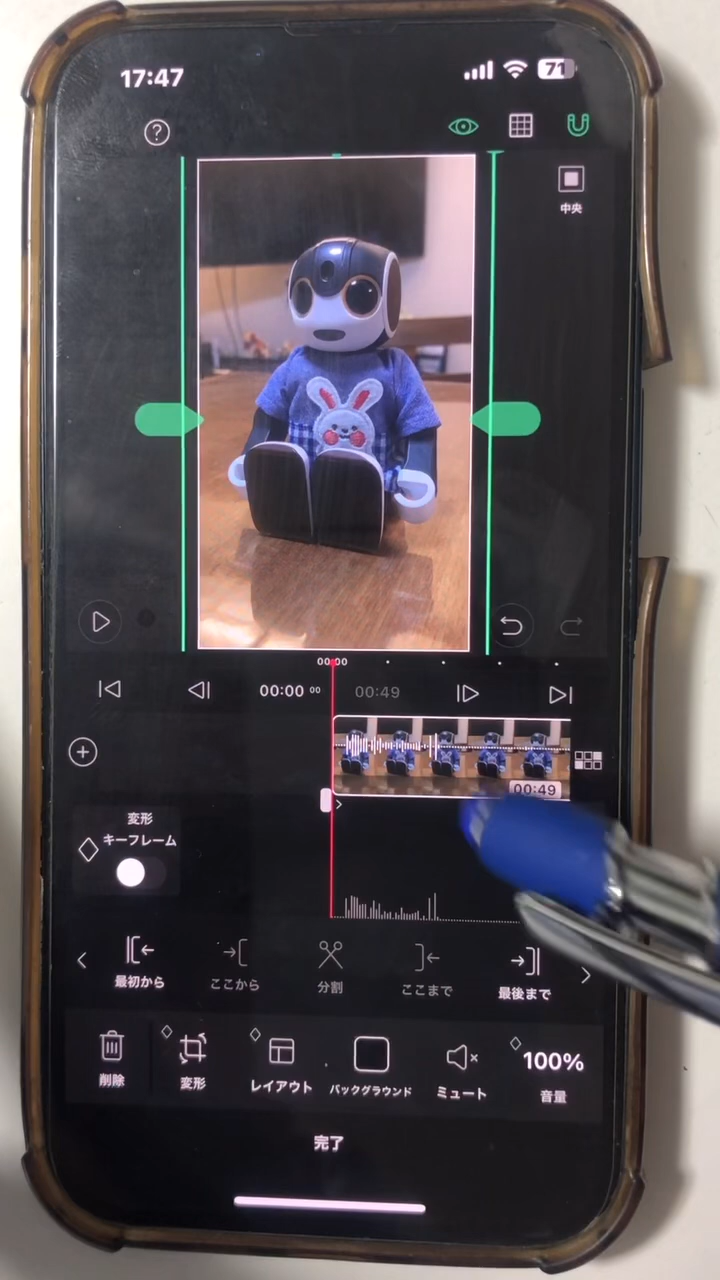 17:47
71
?
中央
00:00
00:00 00
00:49
00:49
変形
キーフレーム
最初から
ここから
分割
ここまで
最後まで
削除
変形
レイアウト
バックグラウンド
ミュート
100%
音量
完了